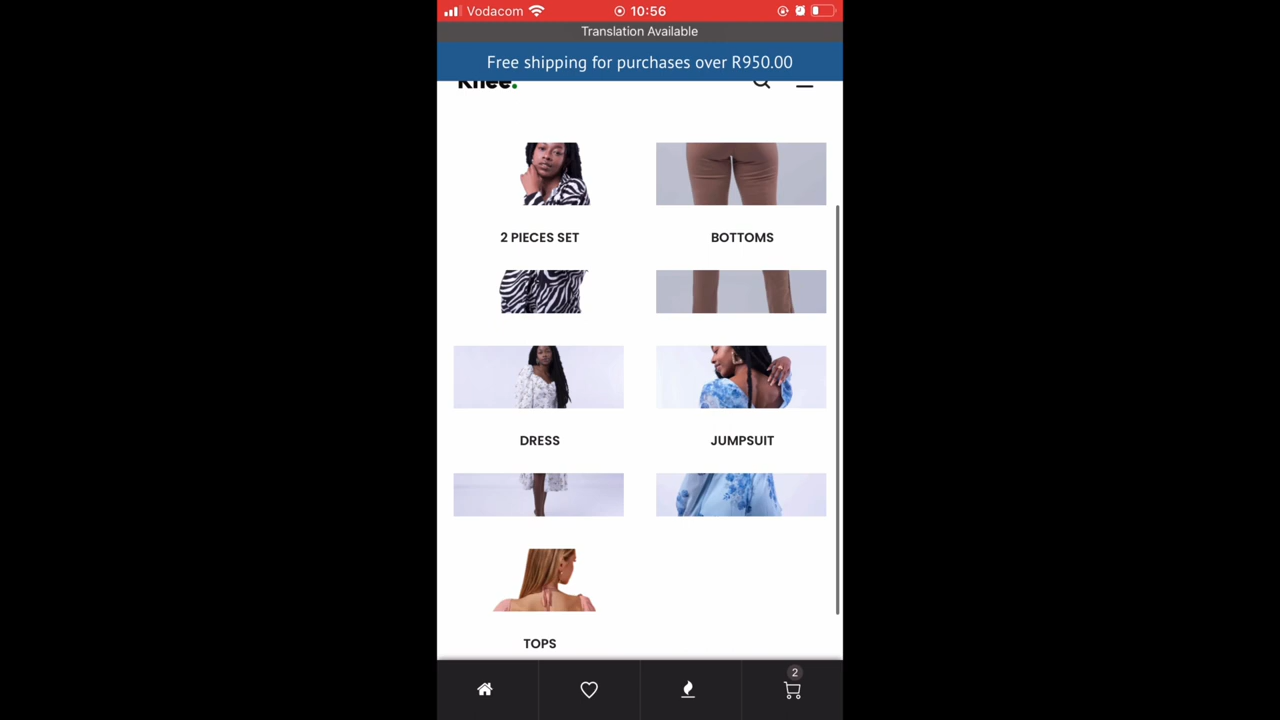 Vodacom 10:56
Translation Available
Free shipping for purchases over R950.00
Khee.
2 PIECES SET
BOTTOMS
DRESS
JUMPSUIT
TOPS
2